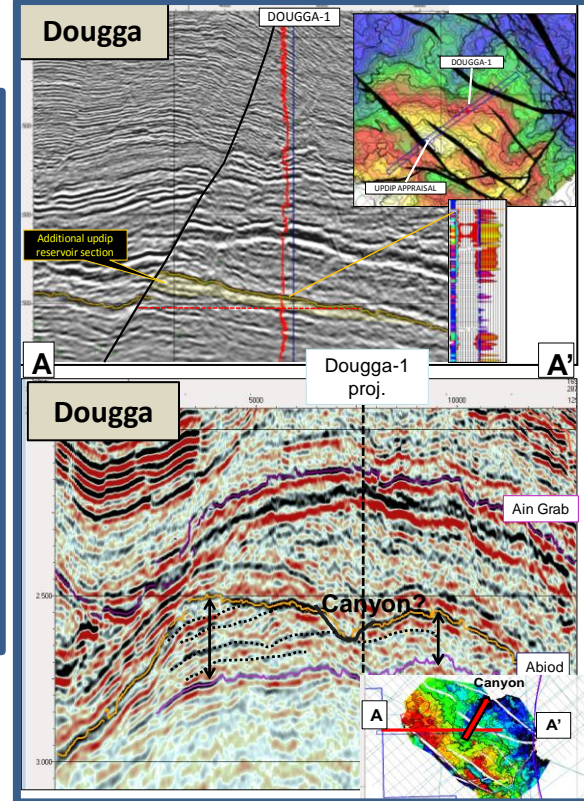 Dougga
DOUGGA-1
DOUGGA-1
UPDIP APPRAISAL
Additional updip
reservoir section
A
A'
Dougga-1
proj.
Dougga
5000
10000
Ain Grab
2.500
Canyon?
Abiod
Canyon
A
A'
3.000